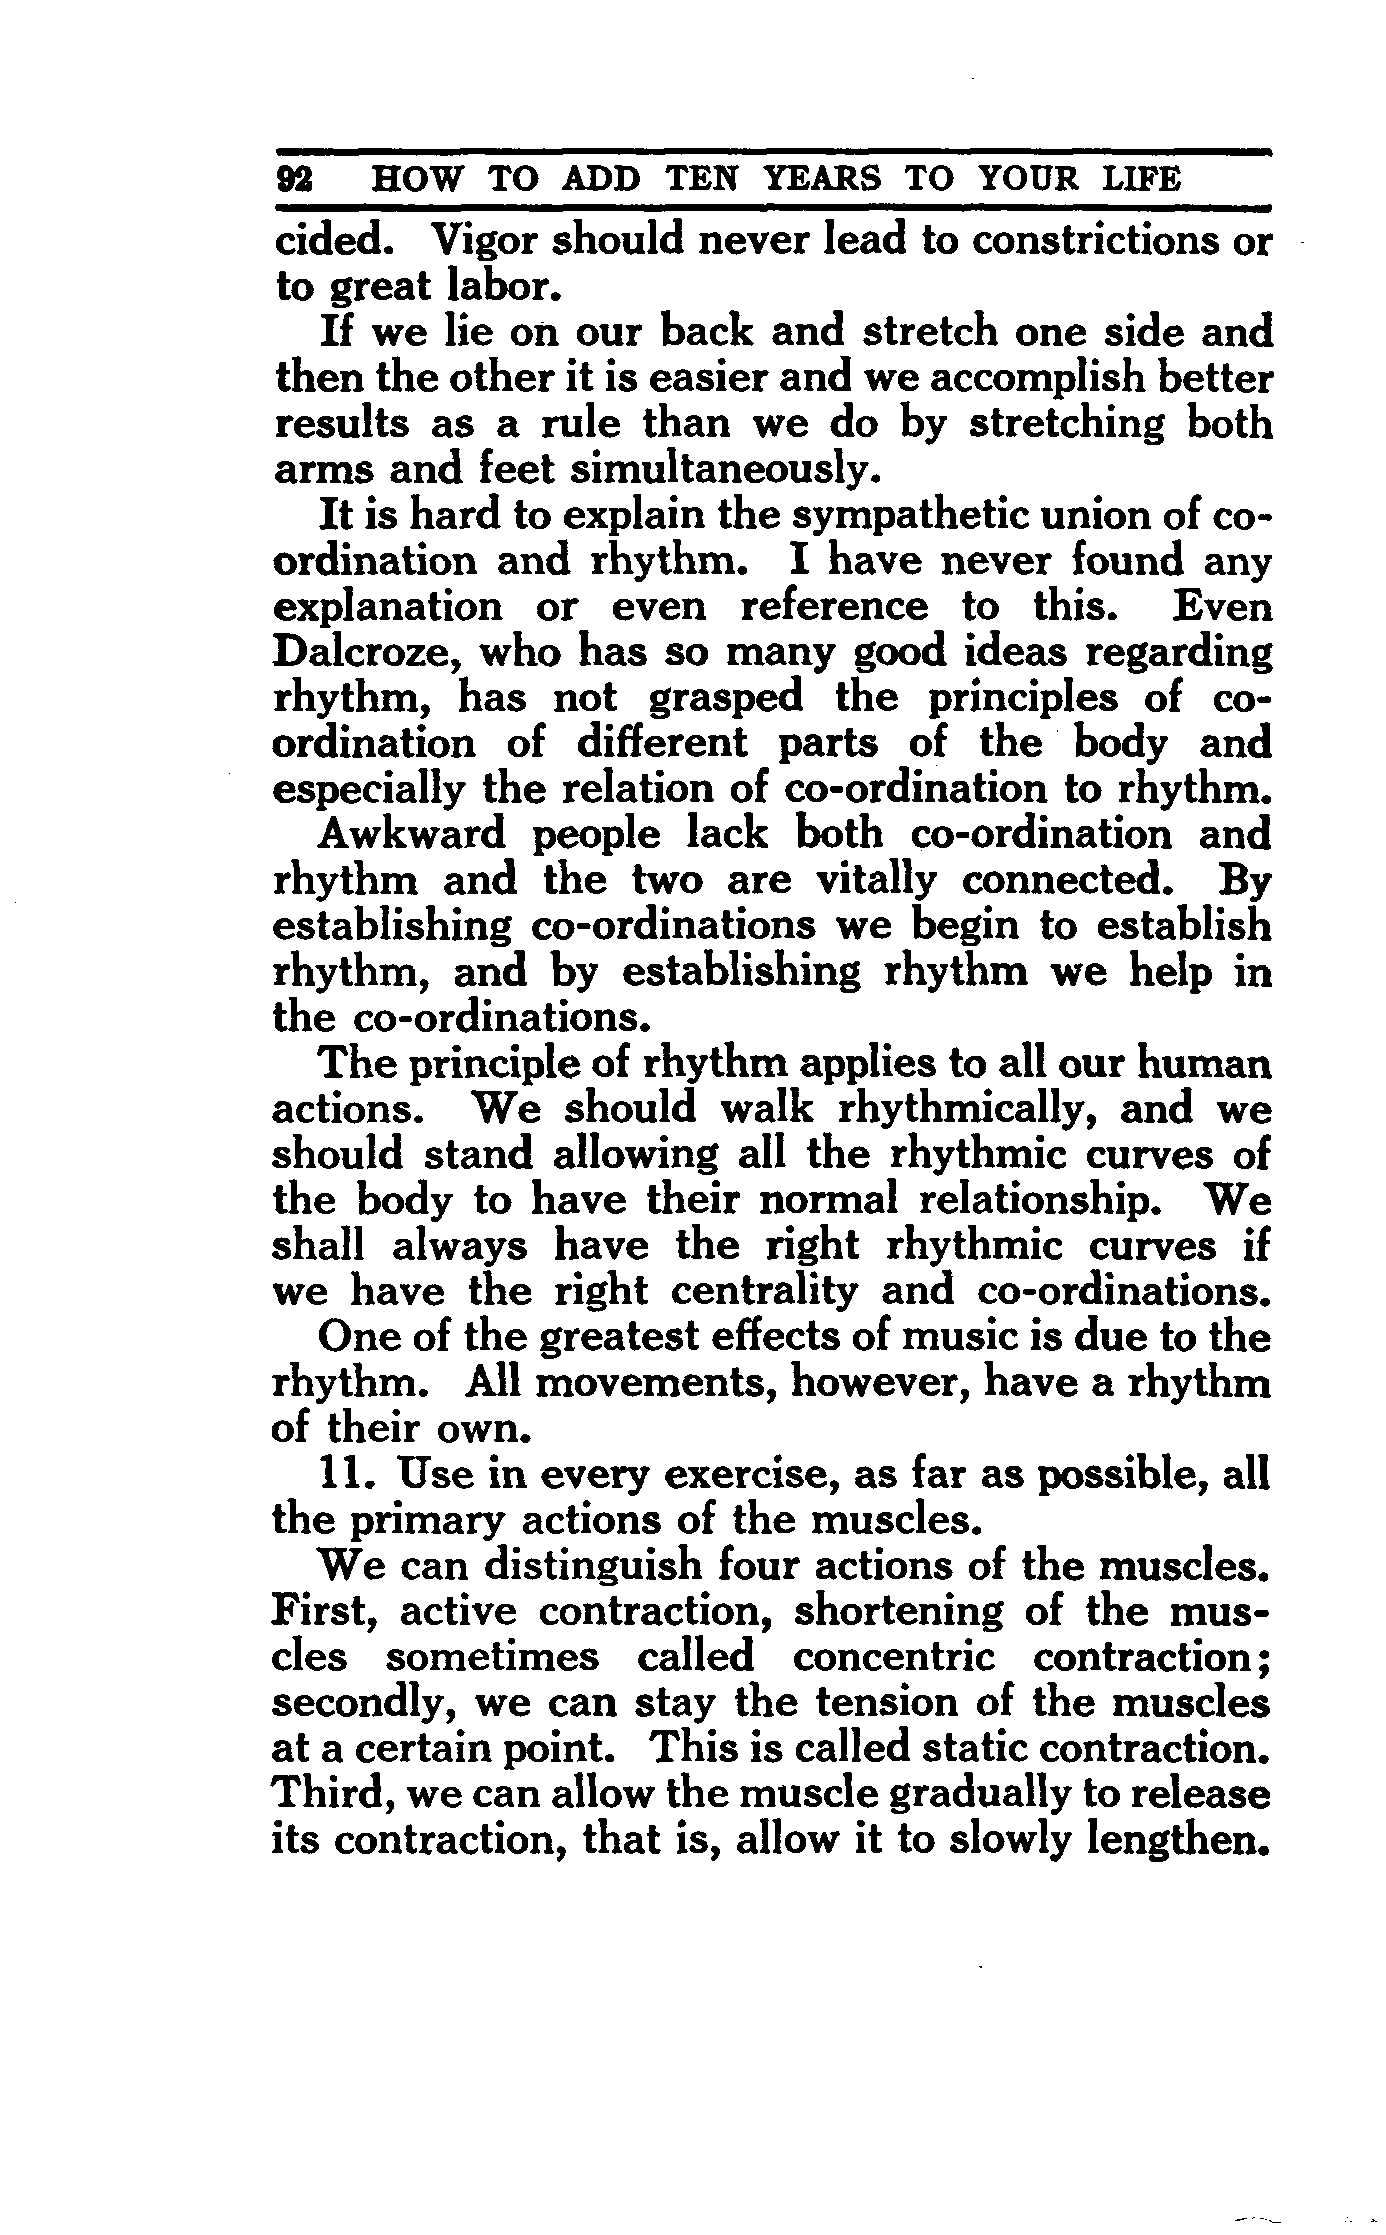 92 HOW TO ADD TEN YEARS TO YOUR LIFE
cided. Vigor should never lead to constrictions or
to great labor.
If we lie on our back and stretch one side and
then the other it is easier and we accomplish better
results as a rule than we do by stretching both
arms and feet simultaneously.
It is hard to explain the sympathetic union of co-
ordination and rhythm. I have never found any
explanation or even reference to this. Even
Dalcroze, who has so many good ideas regarding
rhythm, has not grasped the principles of co-
ordination of different parts of the body and
especially the relation of co-ordination to rhythm.
Awkward people lack both co-ordination and
rhythm and the two are vitally connected. By
establishing co-ordinations we begin to establish
rhythm, and by establishing rhythm we help in
the co-ordinations.
The principle of rhythm applies to all our human
actions. We should walk rhythmically, and we
should stand allowing all the rhythmic curves of
the body to have their normal relationship. We
shall always have the right rhythmic curves if
we have the right centrality and co-ordinations.
One of the greatest effects of music is due to the
rhythm. All movements, however, have a rhythm
of their own.
11. Use in every exercise, as far as possible, all
the primary actions of the muscles.
We can distinguish four actions of the muscles.
First, active contraction, shortening of the mus-
cles sometimes called concentric contraction;
secondly, we can stay the tension of the muscles
at a certain point. This is called static contraction.
Third, we can allow the muscle gradually to release
its contraction, that is, allow it to slowly lengthen.